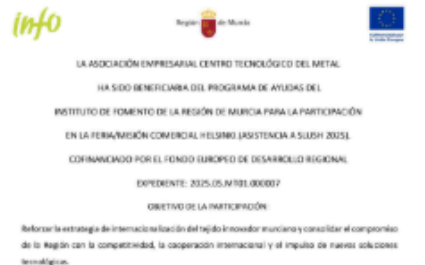 info
Región de Murcia
LA ASOCIACIÓN EMPRESARIAL CENTRO TECNOLÓGICO DEL METAL
HA SIDO BENEFICIARIA DEL PROGRAMA DE AYUDAS DEL
INSTITUTO DE FOMENTO DE LA REGIÓN DE MURCIA PARA LA PARTICIPACIÓN
EN LA FERIA/MISIÓN COMERCIAL HELSINKI (ASISTENCIA A SLUSH 2025).
COFINANCIADO POR EL FONDO EUROPEO DE DESARROLLO REGIONAL
EXPEDIENTE: 2025.05.MT01.000007
OBJETIVO DE LA PARTICIPACIÓN:
Reforzar la estrategia de internacionalización del tejido innovador murciano y consolidar el compromiso
de la Región con la competitividad, la cooperación internacional y el impulso de nuevas soluciones
tecnológicas.